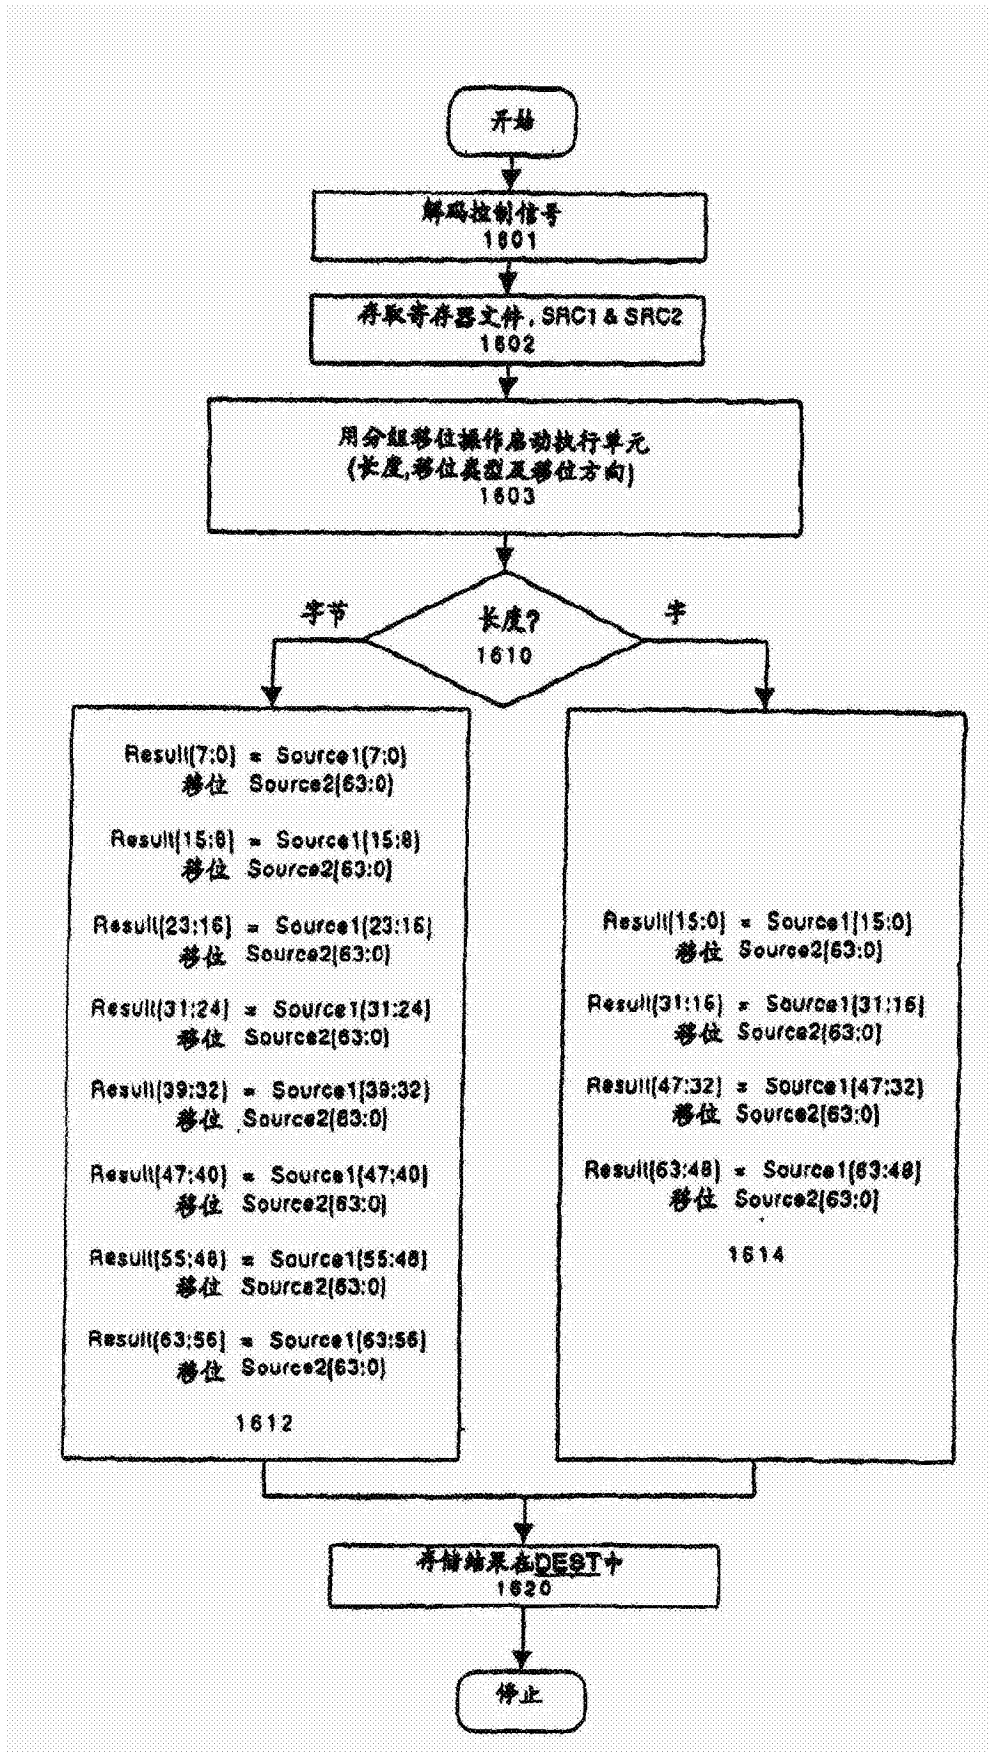 开始
解码控制信号
1601
存取寄存器文件, SRC1 & SRC2
1602
用分组移位操作启动执行单元
(长度,移位类型及移位方向)
1603
字节
长度?
字
1610
Result(7:0) = Source1(7:0)
移位 Source2(63:0)
Result(15:8) = Source1(15:8)
移位 Source2(63:0)
Result(23:16) = Source1(23:16)
移位 Source2(63:0)
Result(31:24) = Source1(31:24)
移位 Source2(63:0)
Result(39:32) = Source1(39:32)
移位 Source2(63:0)
Result(47:40) = Source1(47:40)
移位 Source2(63:0)
Result(55:48) = Source1(55:48)
移位 Source2(63:0)
Result(63:56) = Source1(63:56)
移位 Source2(63:0)
1612
Result(15:0) = Source1(15:0)
移位 Source2(63:0)
Result(31:16) = Source1(31:16)
移位 Source2(63:0)
Result(47:32) = Source1(47:32)
移位 Source2(63:0)
Result(63:48) = Source1(63:48)
移位 Source2(63:0)
1614
存储结果在DEST中
1620
停止